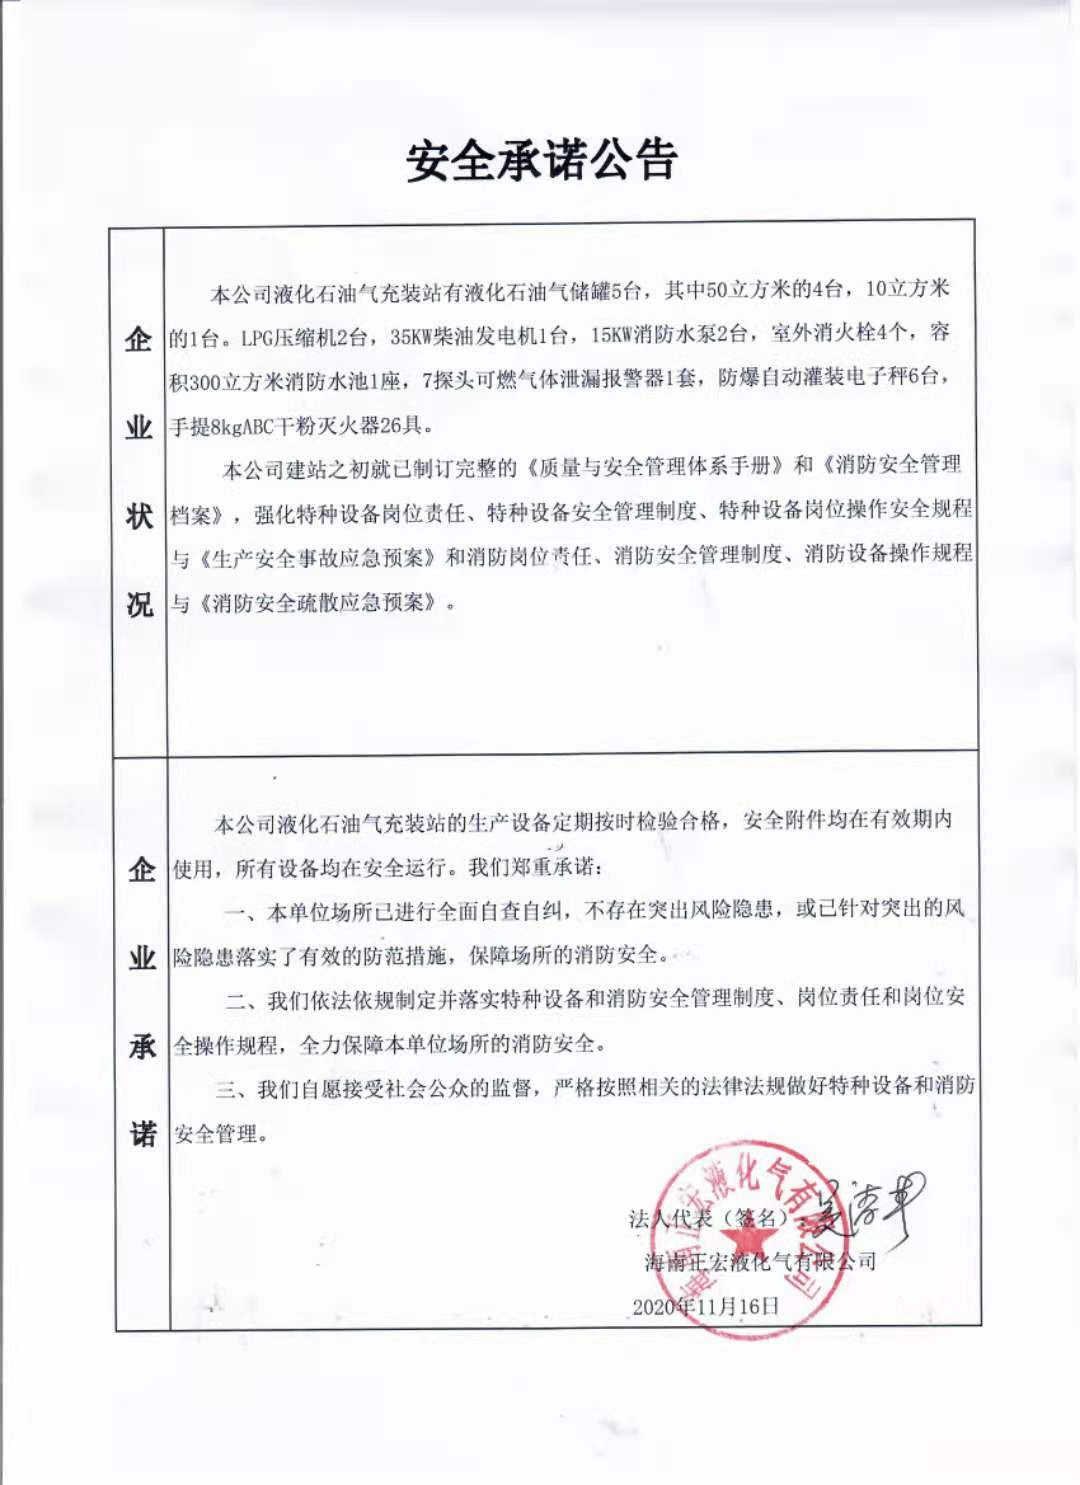 安全承诺公告
企业状况
本公司液化石油气充装站有液化石油气储罐5台，其中50立方米的4台，10立方米
的1台。LPG压缩机2台，35KW柴油发电机1台，15KW消防水泵2台，室外消火栓4个，容
积300立方米消防水池1座，7探头可燃气体泄漏报警器1套，防爆自动灌装电子秤6台，
手提8kgABC干粉灭火器26具。
本公司建站之初就已制订完整的《质量与安全管理体系手册》和《消防安全管理
档案》，强化特种设备岗位责任、特种设备安全管理制度、特种设备岗位操作安全规程
与《生产安全事故应急预案》和消防岗位责任、消防安全管理制度、消防设备操作规程
与《消防安全疏散应急预案》。
企业承诺
本公司液化石油气充装站的生产设备定期按时检验合格，安全附件均在有效期内
使用，所有设备均在安全运行。我们郑重承诺：
一、本单位场所已进行全面自查自纠，不存在突出风险隐患，或已针对突出的风
险隐患落实了有效的防范措施，保障场所的消防安全。
二、我们依法依规制定并落实特种设备和消防安全管理制度、岗位责任和岗位安
全操作规程，全力保障本单位场所的消防安全。
三、我们自愿接受社会公众的监督，严格按照相关的法律法规做好特种设备和消防
安全管理。
法人代表（签名）
海南正宏液化气有限公司
2020年11月16日
海南正宏液化气有限公司